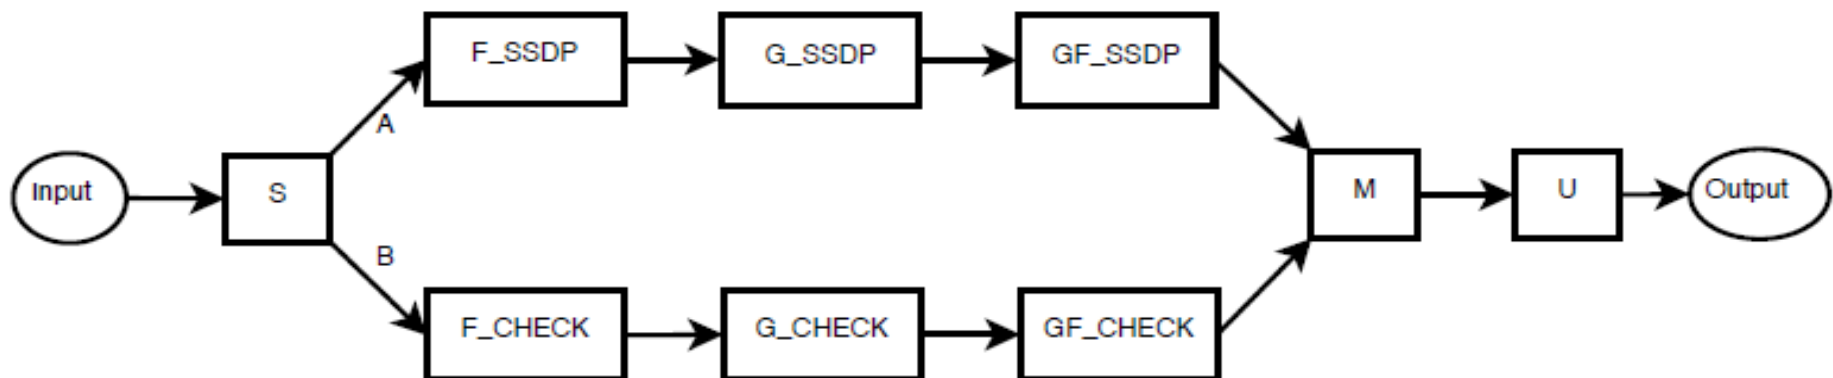 F_SSDP
G_SSDP
GF_SSDP
A
Input
S
M
U
Output
B
F_CHECK
G_CHECK
GF_CHECK